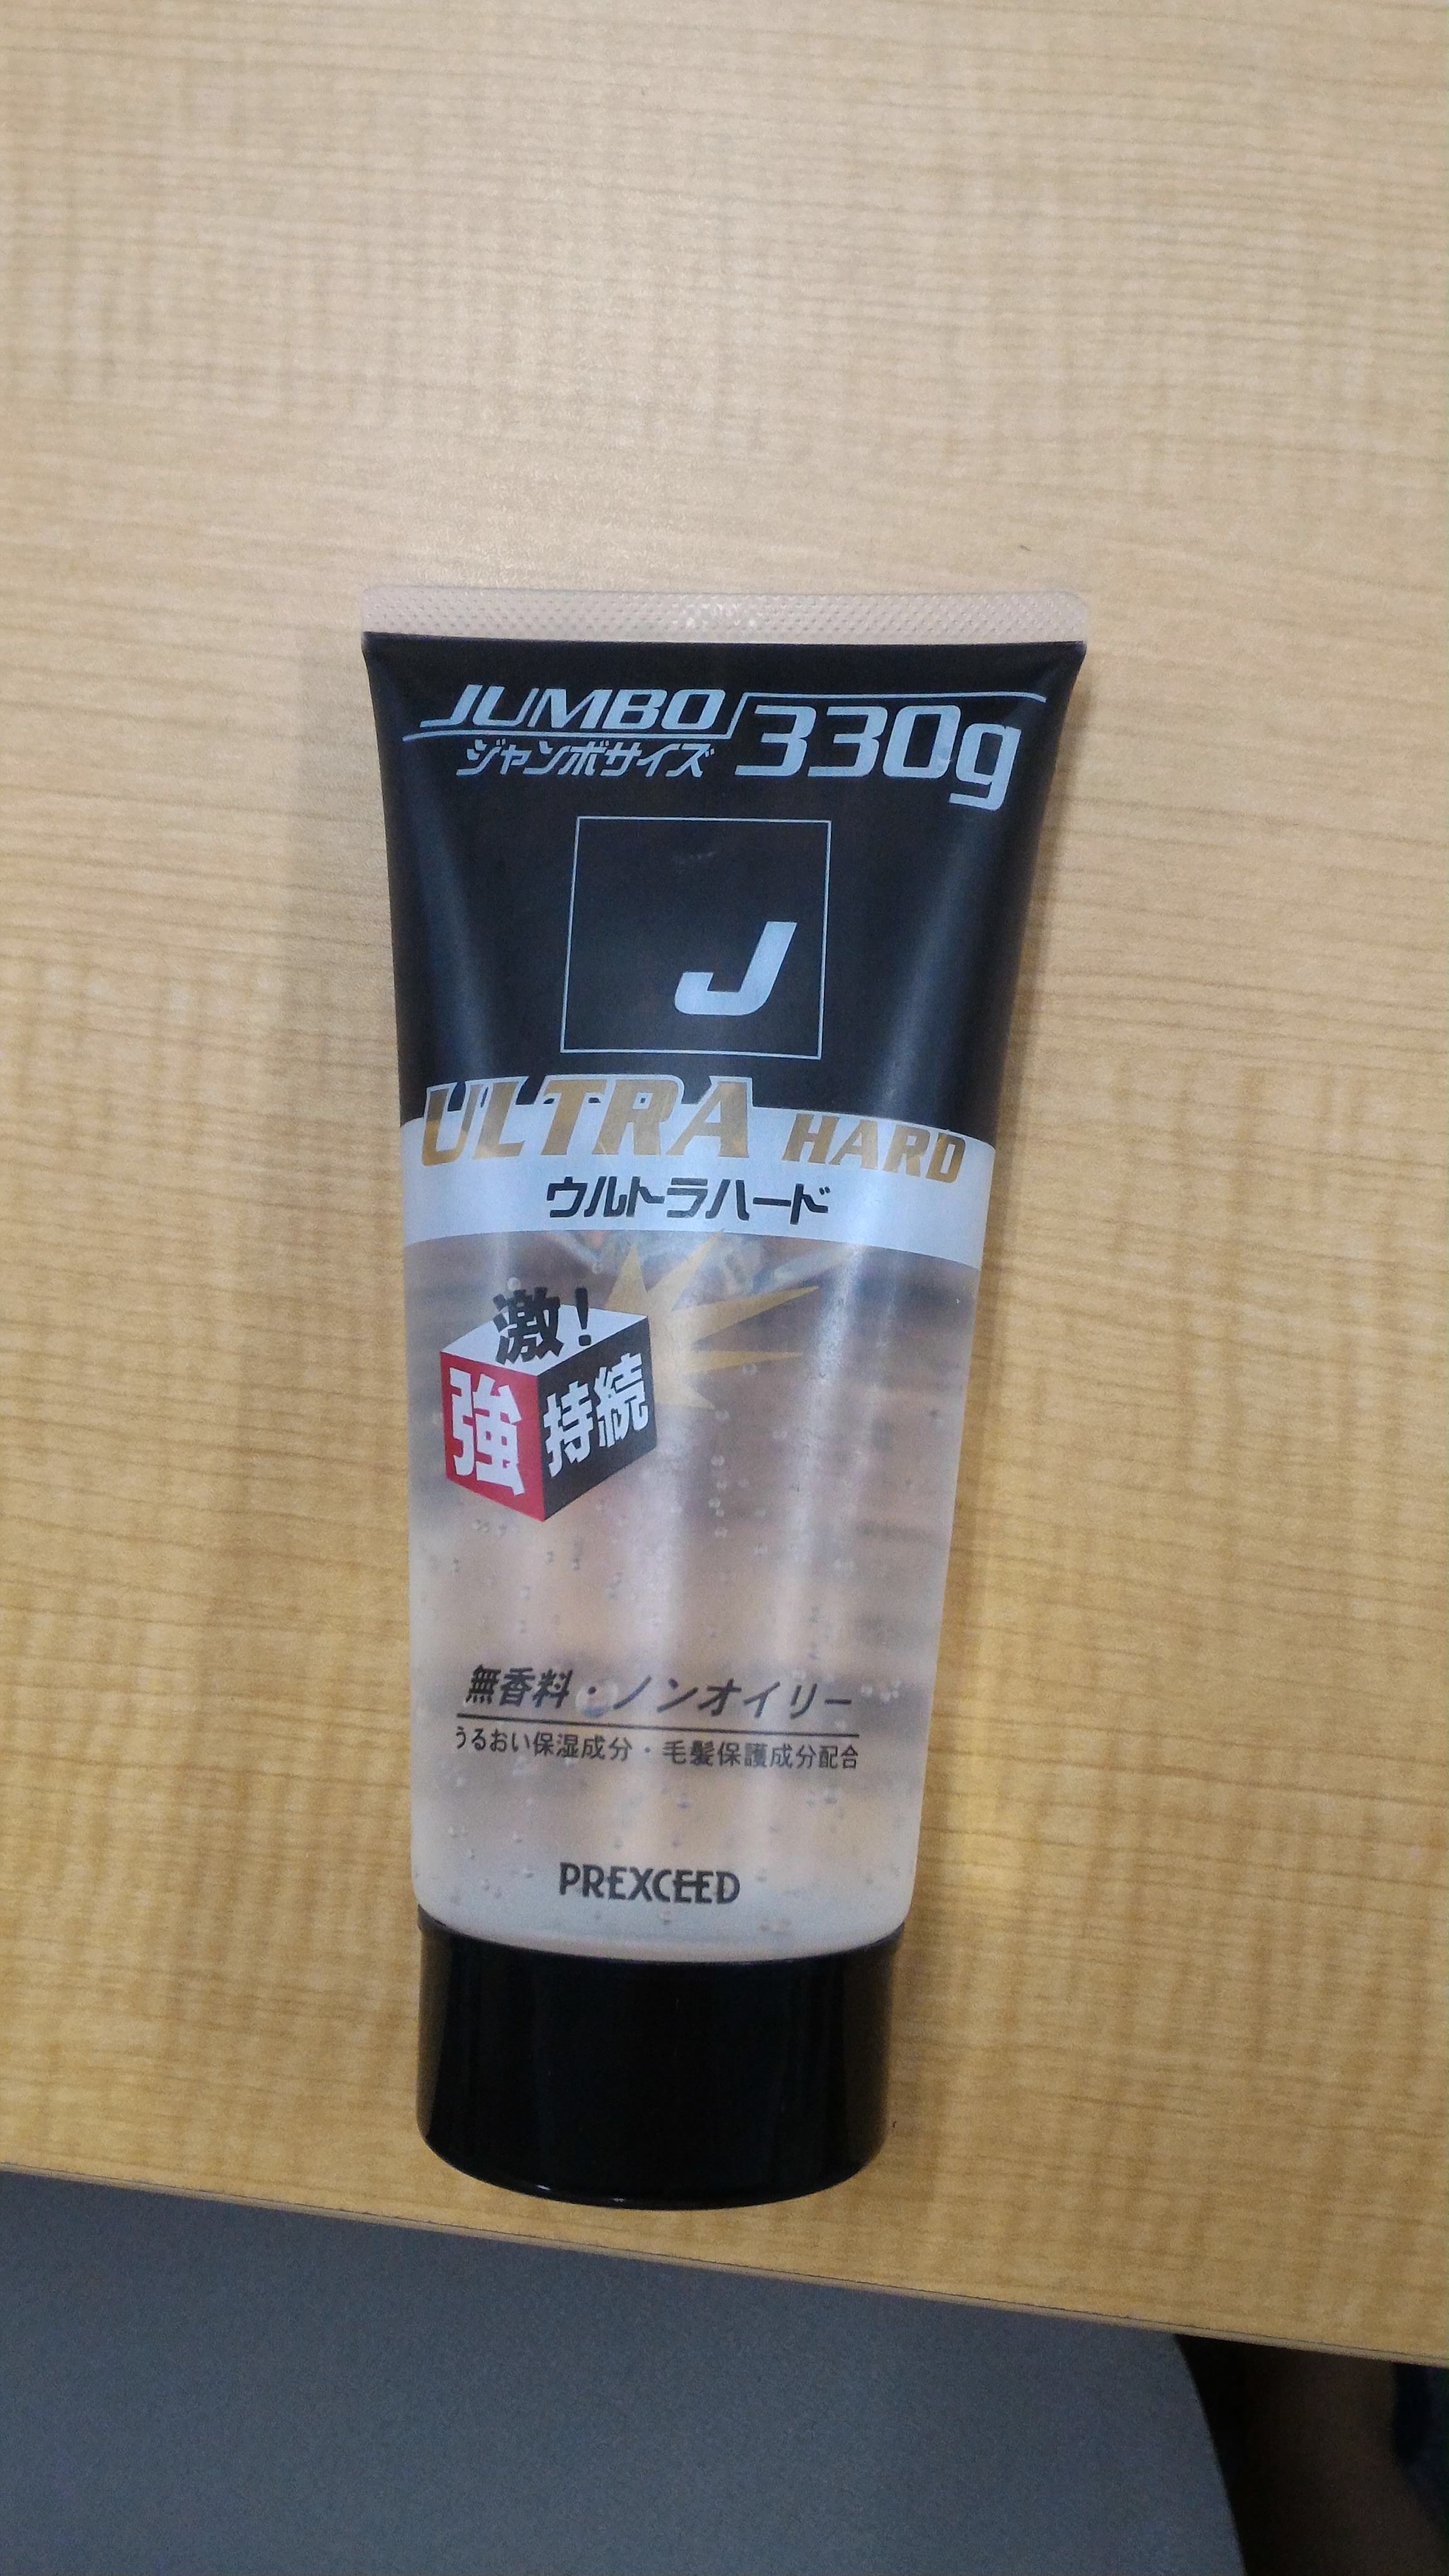 JUMBO 330g
ジャンボサイズ
J
ULTRA HARD
ウルトラハード
激!
強 持続
無香料・ノンオイリー
うるおい保湿成分・毛髪保護成分配合
PREXCEED